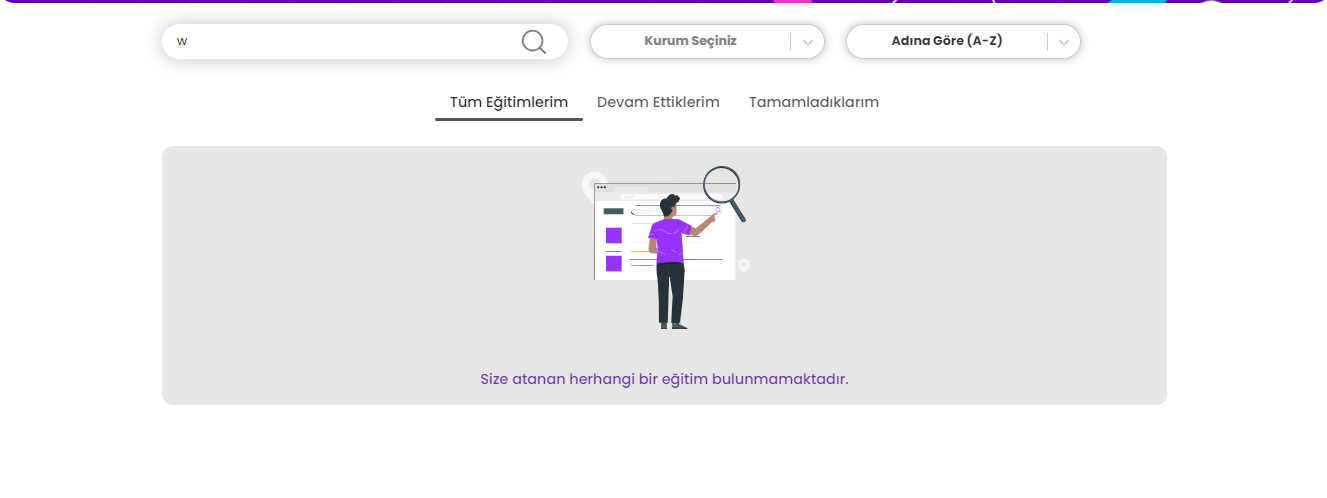 w
Kurum Seçiniz
Adına Göre (A-Z)
Tüm Eğitimlerim
Devam Ettiklerim
Tamamladıklarım
Size atanan herhangi bir eğitim bulunmamaktadır.